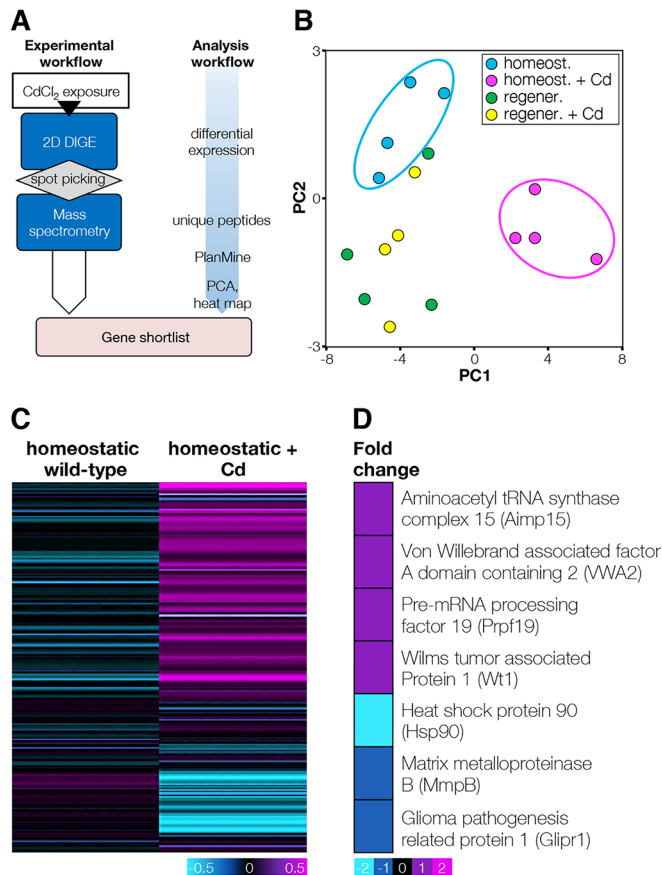 A
Experimental
workflow
Analysis
workflow
CdCl2 exposure
2D DIGE
spot picking
Mass
spectrometry
differential
expression
unique peptides
PlanMine
PCA,
heat map
Gene shortlist
B
3
0
-3
PC2
-8
-4
0
4
8
PC1
homeost.
homeost. + Cd
regener.
regener. + Cd
C
homeostatic
wild-type
homeostatic +
Cd
-0.5
0
0.5
D
Fold
change
Aminoacetyl tRNA synthase
complex 15 (Aimp15)
Von Willebrand associated factor
A domain containing 2 (VWA2)
Pre-mRNA processing
factor 19 (Prpf19)
Wilms tumor associated
Protein 1 (Wt1)
Heat shock protein 90
(Hsp90)
Matrix metalloproteinase
B (MmpB)
Glioma pathogenesis
related protein 1 (Glipr1)
-2
-1
0
1
2